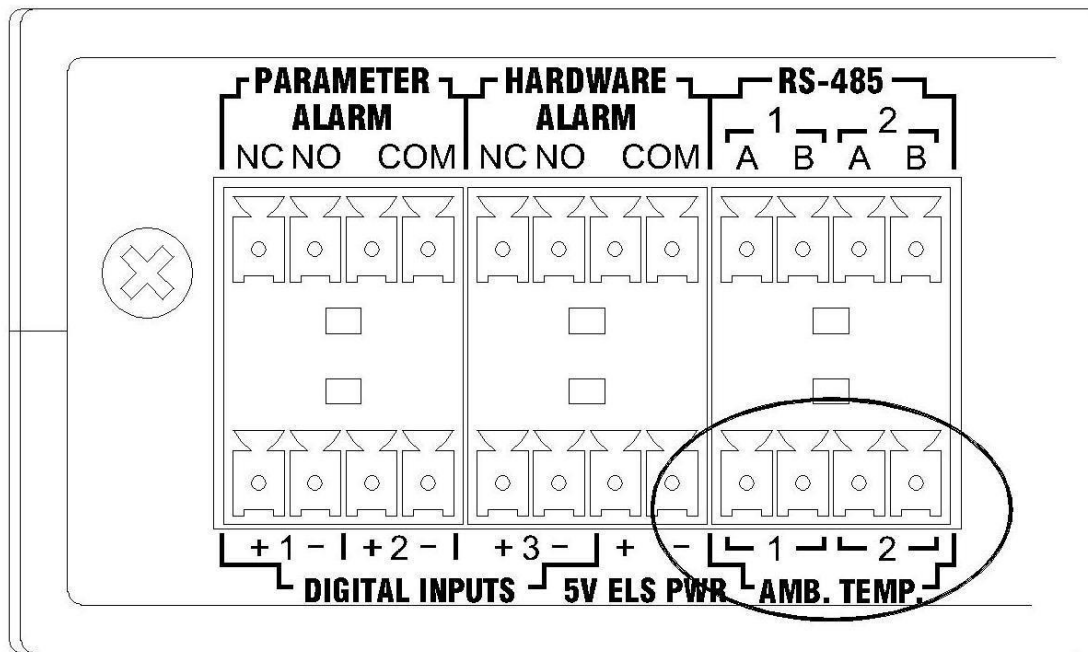 PARAMETER HARDWARE RS-485
ALARM ALARM 1 2
NC NO COM NC NO COM A B A B
+ 1 − + 2 − + 3 − + − 1 2
DIGITAL INPUTS 5V ELS PWR AMB. TEMP.